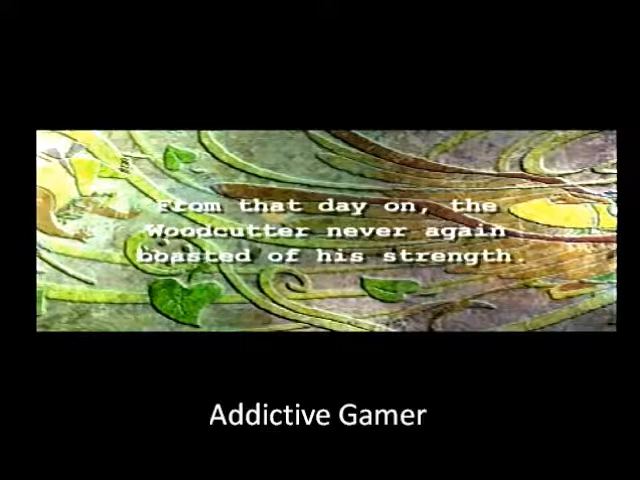 From that day on, the
Woodcutter never again
boasted of his strength.
Addictive Gamer